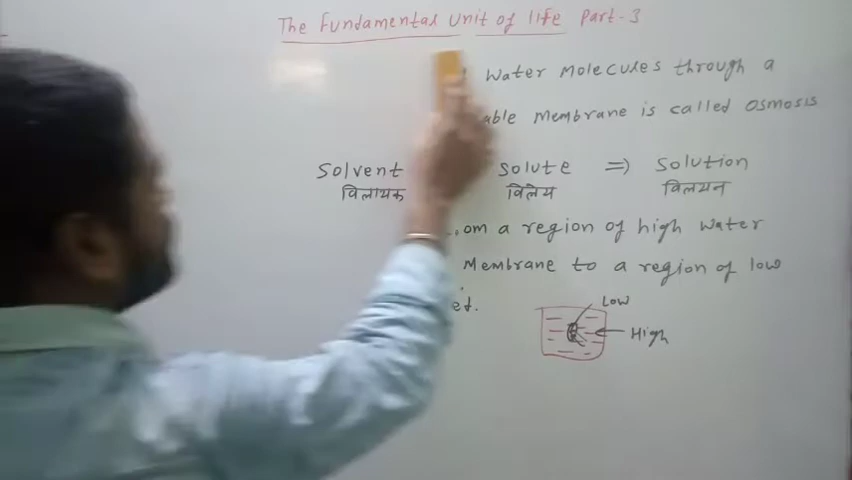 The Fundamental Unit of life Part-3
Water Molecules through a
able Membrane is called Osmosis
Solvent Solute => Solution
विलायक विलेय विलयन
om a region of high Water
Membrane to a region of low
et.
Low
High